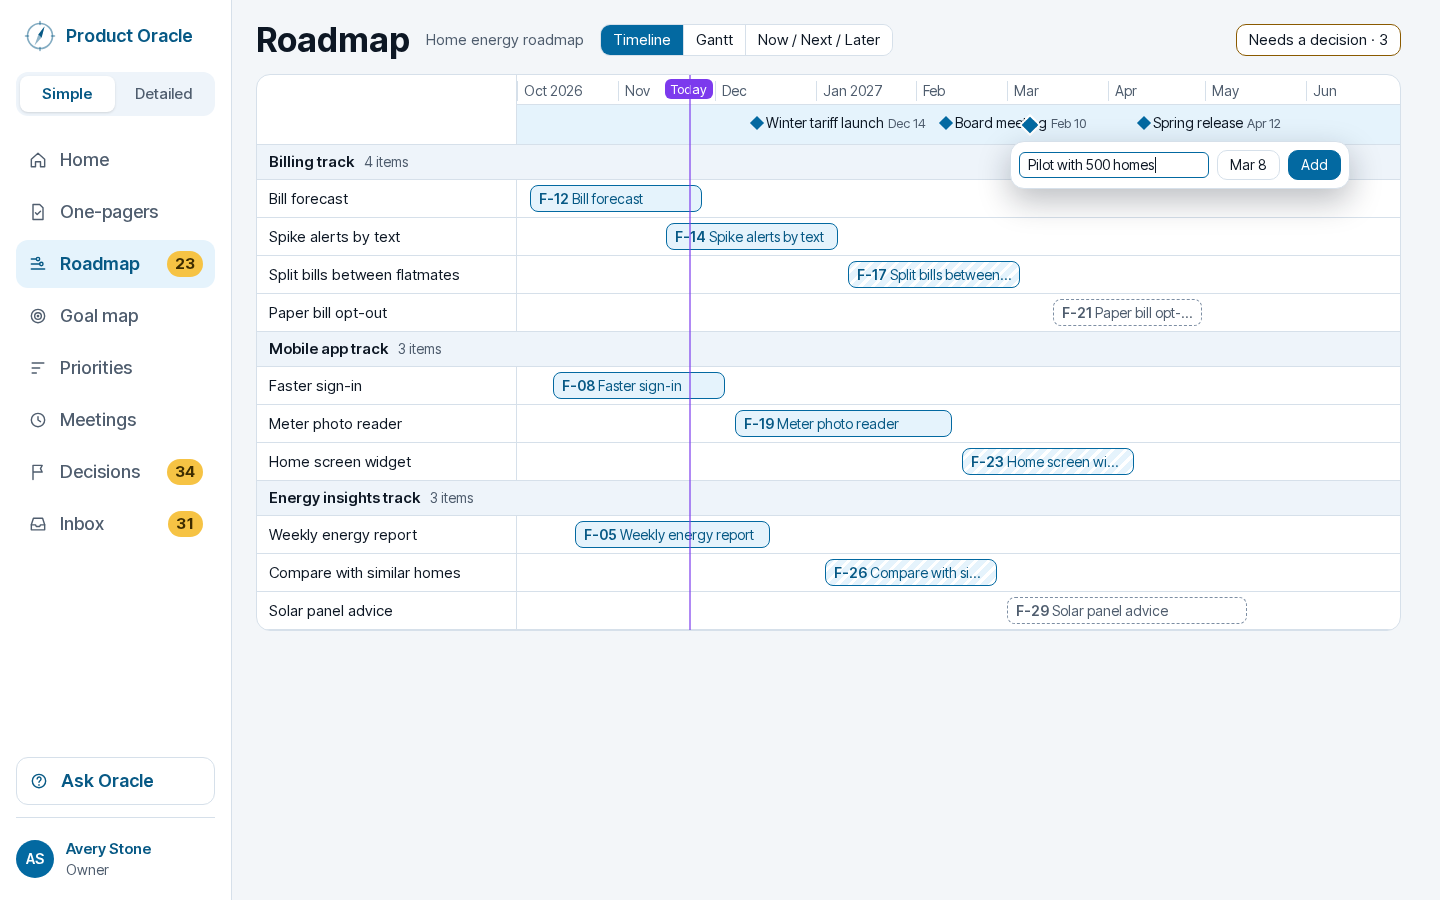 Product Oracle
Simple
Detailed
Home
One-pagers
Roadmap 23
Goal map
Priorities
Meetings
Decisions 34
Inbox 31
Ask Oracle
AS
Avery Stone
Owner
Roadmap
Home energy roadmap
Timeline
Gantt
Now / Next / Later
Needs a decision · 3
Oct 2026
Nov
Today
Dec
Jan 2027
Feb
Mar
Apr
May
Jun
Winter tariff launch Dec 14
Board meeting Feb 10
Spring release Apr 12
Pilot with 500 homes
Mar 8
Add
Billing track 4 items
Bill forecast
F-12 Bill forecast
Spike alerts by text
F-14 Spike alerts by text
Split bills between flatmates
F-17 Split bills between…
Paper bill opt-out
F-21 Paper bill opt-…
Mobile app track 3 items
Faster sign-in
F-08 Faster sign-in
Meter photo reader
F-19 Meter photo reader
Home screen widget
F-23 Home screen wi…
Energy insights track 3 items
Weekly energy report
F-05 Weekly energy report
Compare with similar homes
F-26 Compare with si…
Solar panel advice
F-29 Solar panel advice